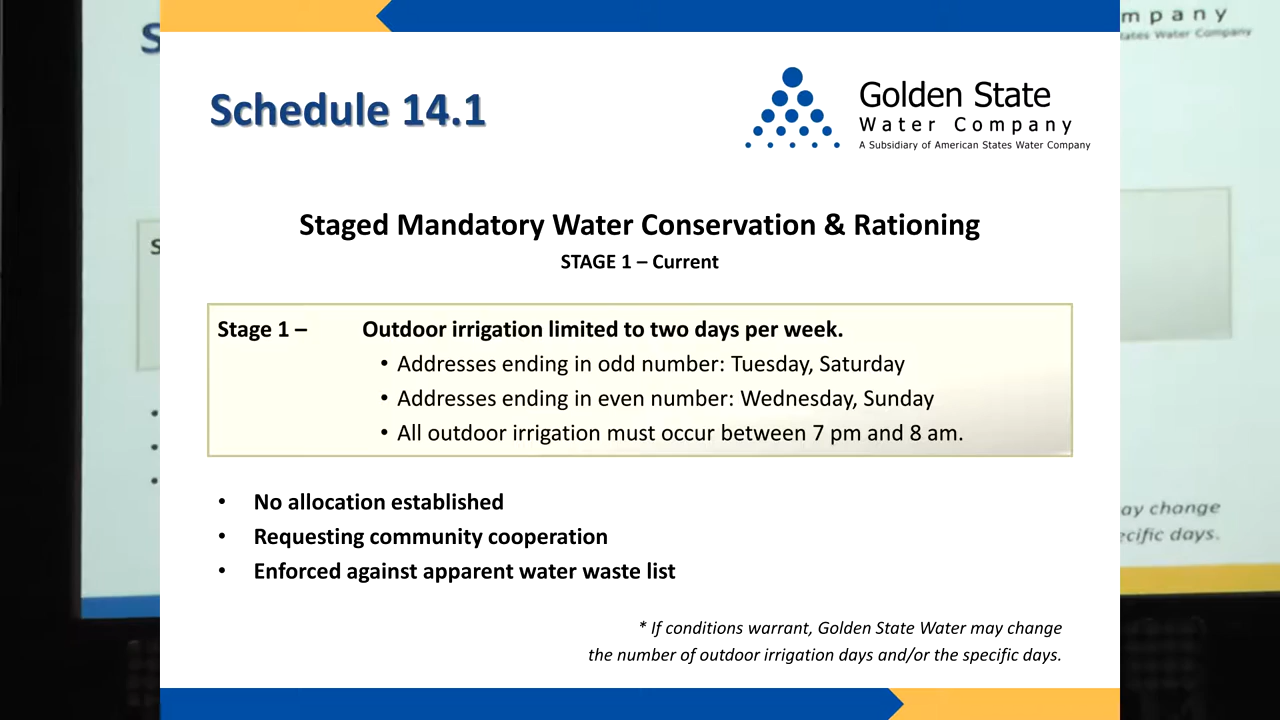 Schedule 14.1
Golden State
Water Company
A Subsidiary of American States Water Company
Staged Mandatory Water Conservation & Rationing
STAGE 1 – Current
Stage 1 – Outdoor irrigation limited to two days per week.
• Addresses ending in odd number: Tuesday, Saturday
• Addresses ending in even number: Wednesday, Sunday
• All outdoor irrigation must occur between 7 pm and 8 am.
• No allocation established
• Requesting community cooperation
• Enforced against apparent water waste list
* If conditions warrant, Golden State Water may change
the number of outdoor irrigation days and/or the specific days.
mpany
tates Water Company
S
S
ay change
ecific days.